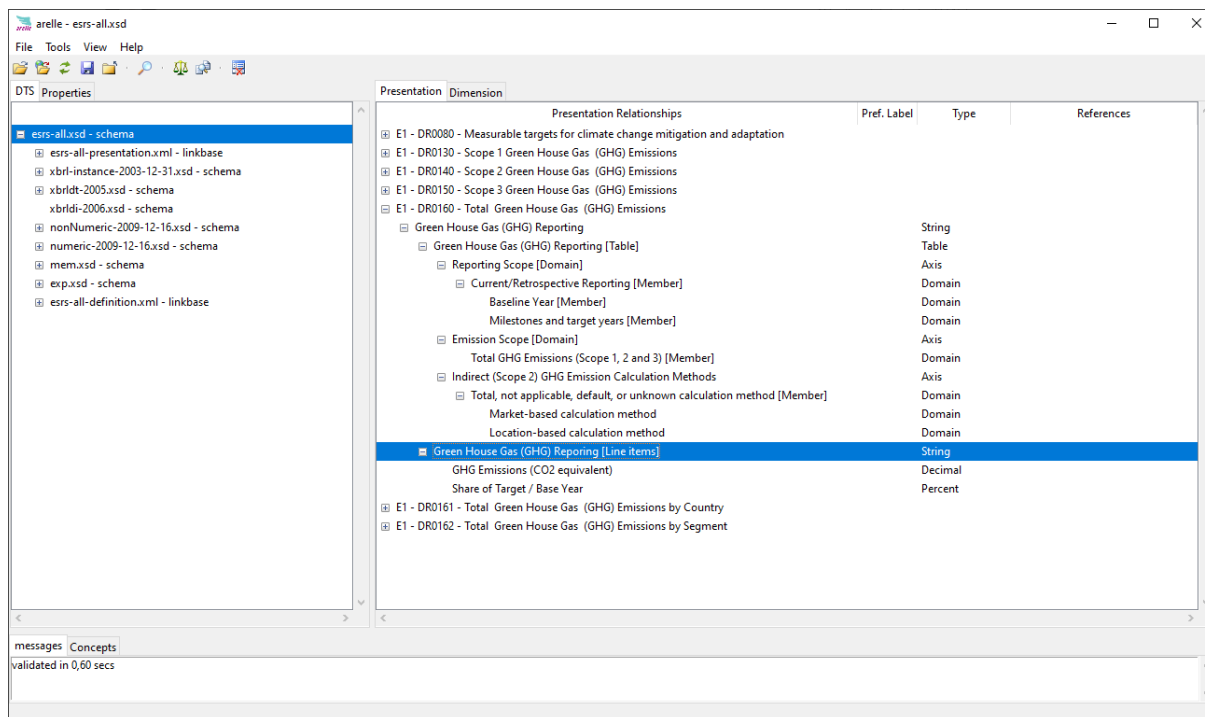 arelle - esrs-all.xsd
File Tools View Help
DTS Properties
esrs-all.xsd - schema
esrs-all-presentation.xml - linkbase
xbrl-instance-2003-12-31.xsd - schema
xbrldt-2005.xsd - schema
xbrldi-2006.xsd - schema
nonNumeric-2009-12-16.xsd - schema
numeric-2009-12-16.xsd - schema
mem.xsd - schema
exp.xsd - schema
esrs-all-definition.xml - linkbase
Presentation Dimension
Presentation Relationships Pref. Label Type References
E1 - DR0080 - Measurable targets for climate change mitigation and adaptation
E1 - DR0130 - Scope 1 Green House Gas (GHG) Emissions
E1 - DR0140 - Scope 2 Green House Gas (GHG) Emissions
E1 - DR0150 - Scope 3 Green House Gas (GHG) Emissions
E1 - DR0160 - Total Green House Gas (GHG) Emissions
Green House Gas (GHG) Reporting String
Green House Gas (GHG) Reporting [Table] Table
Reporting Scope [Domain] Axis
Current/Retrospective Reporting [Member] Domain
Baseline Year [Member] Domain
Milestones and target years [Member] Domain
Emission Scope [Domain] Axis
Total GHG Emissions (Scope 1, 2 and 3) [Member] Domain
Indirect (Scope 2) GHG Emission Calculation Methods Axis
Total, not applicable, default, or unknown calculation method [Member] Domain
Market-based calculation method Domain
Location-based calculation method Domain
Green House Gas (GHG) Reporing [Line items] String
GHG Emissions (CO2 equivalent) Decimal
Share of Target / Base Year Percent
E1 - DR0161 - Total Green House Gas (GHG) Emissions by Country
E1 - DR0162 - Total Green House Gas (GHG) Emissions by Segment
messages Concepts
validated in 0,60 secs